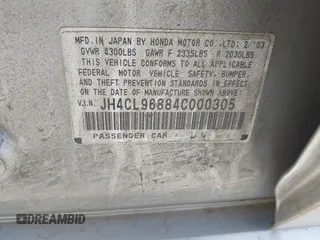 MFD. IN JAPAN BY HONDA MOTOR CO., LTD. 2/'03
GVWR 4300LBS GAWR F 2335LBS R 2030LBS
THIS VEHICLE CONFORMS TO ALL APPLICABLE
FEDERAL MOTOR VEHICLE SAFETY, BUMPER,
AND THEFT PREVENTION STANDARDS IN EFFECT
ON THE DATE OF MANUFACTURE SHOWN ABOVE.
V.I.N. JH4CL96884C000305
PASSENGER CAR
DREAMBID